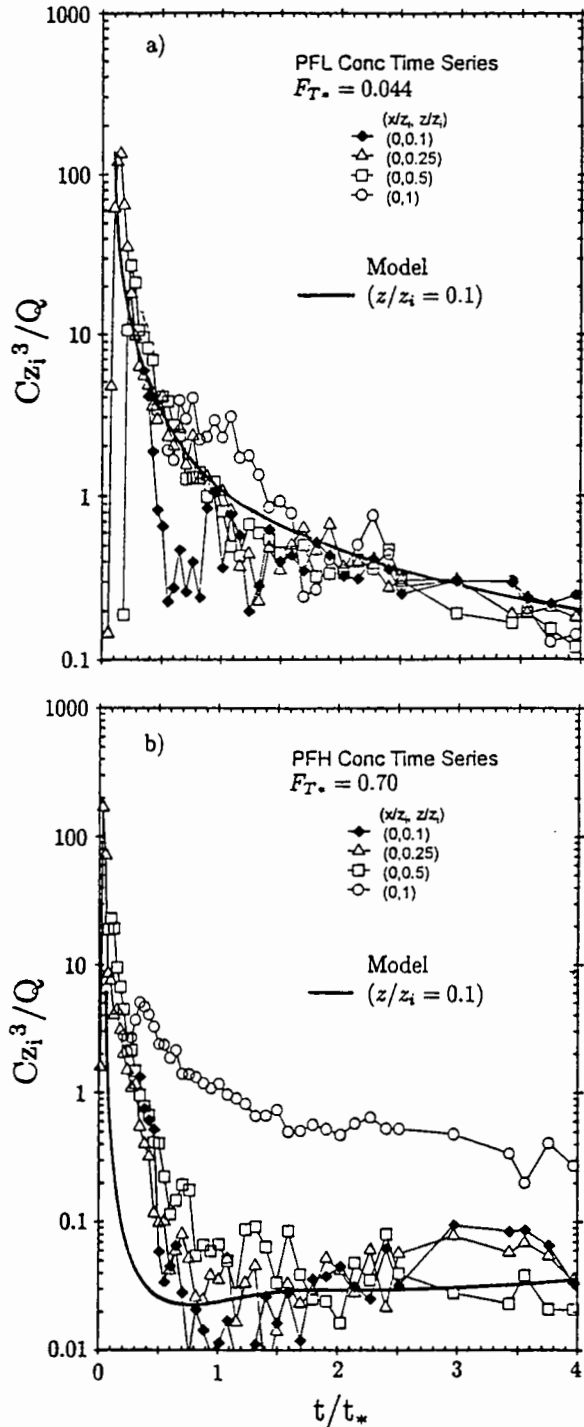 1000
a)
PFL Conc Time Series
F_{T*} = 0.044
(x/z_i, z/z_i)
(0,0.1)
(0,0.25)
(0,0.5)
(0,1)
Model
(z/z_i = 0.1)
100
10
1
0.1
Cz_i^3/Q
1000
b)
PFH Conc Time Series
F_{T*} = 0.70
(x/z_i, z/z_i)
(0,0.1)
(0,0.25)
(0,0.5)
(0,1)
Model
(z/z_i = 0.1)
100
10
1
0.1
0.01
Cz_i^3/Q
0 1 2 3 4
t/t_*